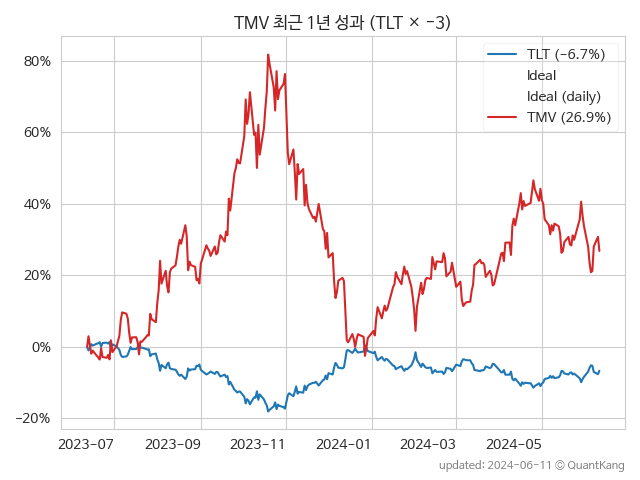 TMV 최근 1년 성과 (TLT × −3)
TLT (−6.7%)
Ideal
Ideal (daily)
TMV (26.9%)
80%
60%
40%
20%
0%
−20%
2023−07
2023−09
2023−11
2024−01
2024−03
2024−05
updated: 2024−06−11 © QuantKang